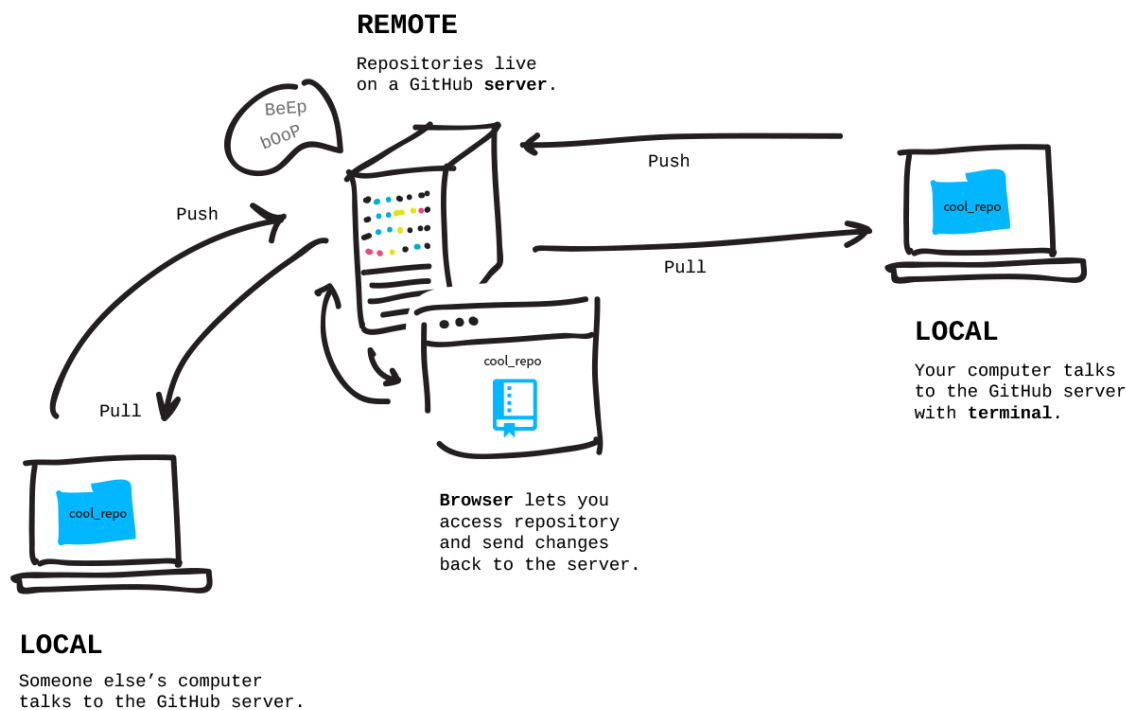 REMOTE
Repositories live
on a GitHub server.
BeEp
bOoP
Push
Push
cool_repo
Pull
Pull
cool_repo
LOCAL
Your computer talks
to the GitHub server
with terminal.
cool_repo
Browser lets you
access repository
and send changes
back to the server.
LOCAL
Someone else’s computer
talks to the GitHub server.